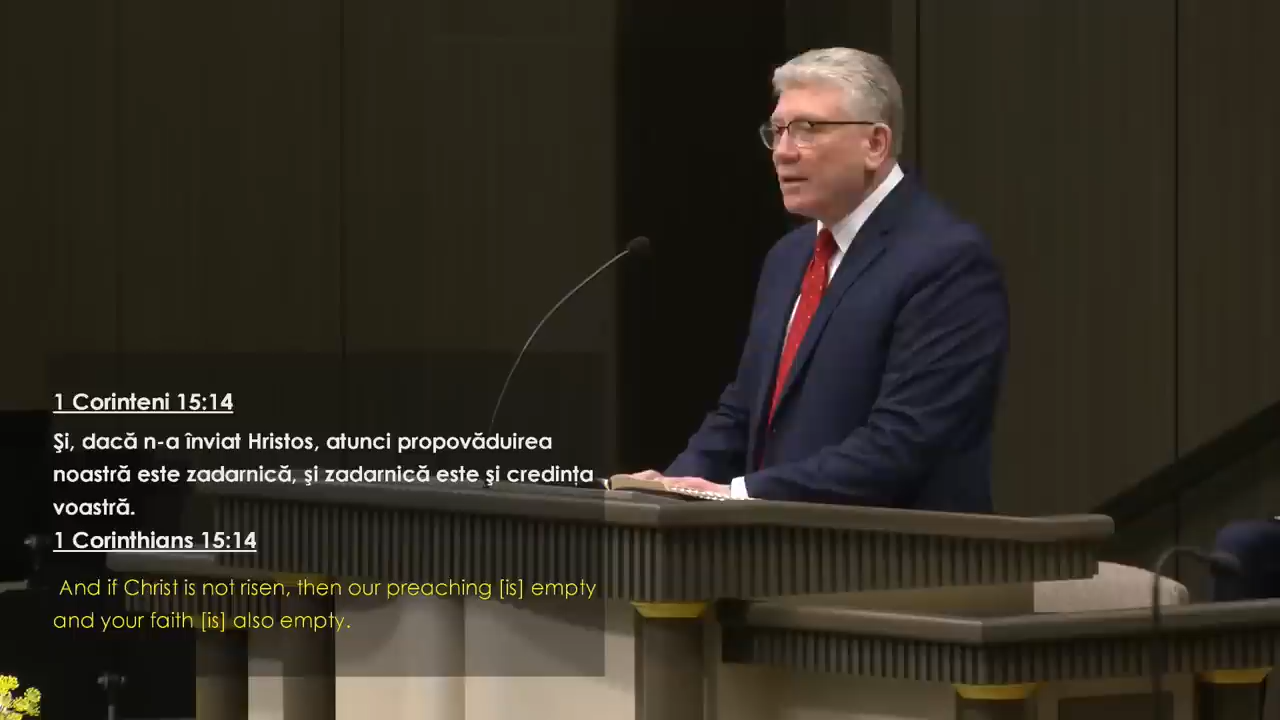 1 Corinteni 15:14
Şi, dacă n-a înviat Hristos, atunci propovăduirea
noastră este zadarnică, şi zadarnică este şi credința
voastră.
1 Corinthians 15:14
And if Christ is not risen, then our preaching [is] empty
and your faith [is] also empty.